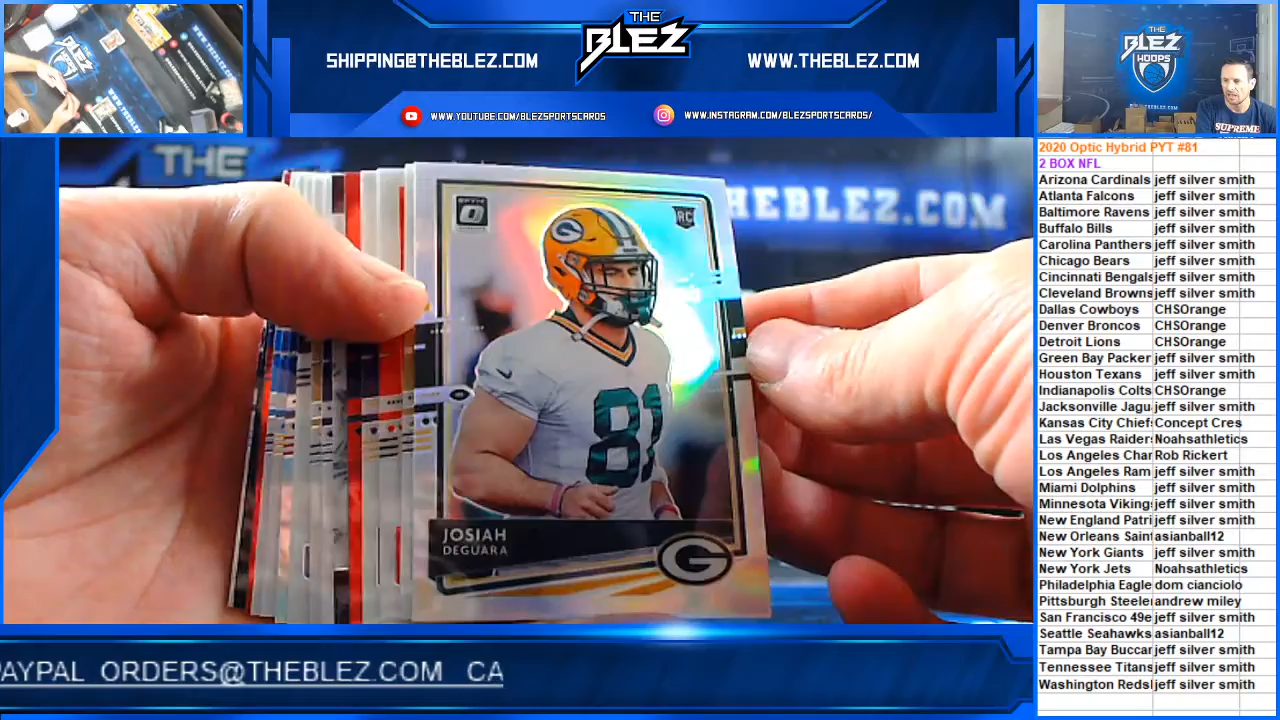 THE
BLEZ
SHIPPING@THEBLEZ.COM
WWW.THEBLEZ.COM
WWW.YOUTUBE.COM/BLEZSPORTSCARDS
WWW.INSTAGRAM.COM/BLEZSPORTSCARDS/
THE
BLEZ
HOOPS
SUPREME
THE
HEBLEZ.COM
RC
81
JOSIAH
DEGUARA
G
2020 Optic Hybrid PYT #81
2 BOX NFL
Arizona Cardinals jeff silver smith
Atlanta Falcons jeff silver smith
Baltimore Ravens jeff silver smith
Buffalo Bills jeff silver smith
Carolina Panthers jeff silver smith
Chicago Bears jeff silver smith
Cincinnati Bengals jeff silver smith
Cleveland Browns jeff silver smith
Dallas Cowboys CHSOrange
Denver Broncos CHSOrange
Detroit Lions CHSOrange
Green Bay Packer jeff silver smith
Houston Texans jeff silver smith
Indianapolis Colts CHSOrange
Jacksonville Jagu jeff silver smith
Kansas City Chief Concept Cres
Las Vegas Raider Noahsathletics
Los Angeles Char Rob Rickert
Los Angeles Ram jeff silver smith
Miami Dolphins jeff silver smith
Minnesota Viking jeff silver smith
New England Patri jeff silver smith
New Orleans Saint asianball12
New York Giants jeff silver smith
New York Jets Noahsathletics
Philadelphia Eagle dom cianciolo
Pittsburgh Steele andrew miley
San Francisco 49e jeff silver smith
Seattle Seahawks asianball12
Tampa Bay Buccan jeff silver smith
Tennessee Titans jeff silver smith
Washington Reds jeff silver smith
PAYPAL ORDERS@THEBLEZ.COM CA